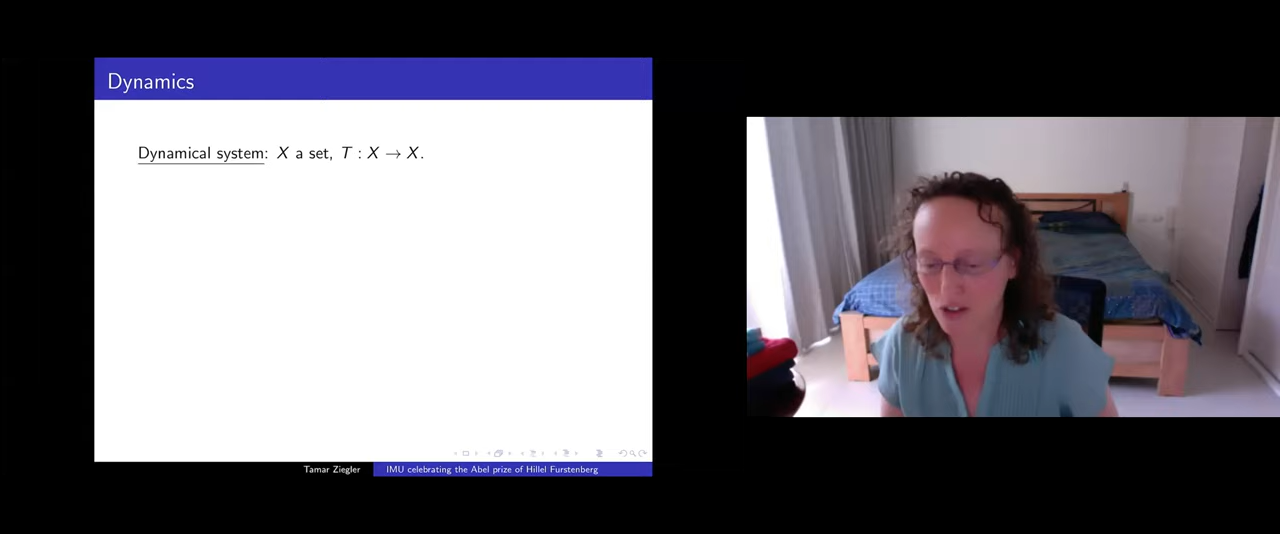 Dynamics
Dynamical system: X a set, T : X → X.
Tamar Ziegler
IMU celebrating the Abel prize of Hillel Furstenberg